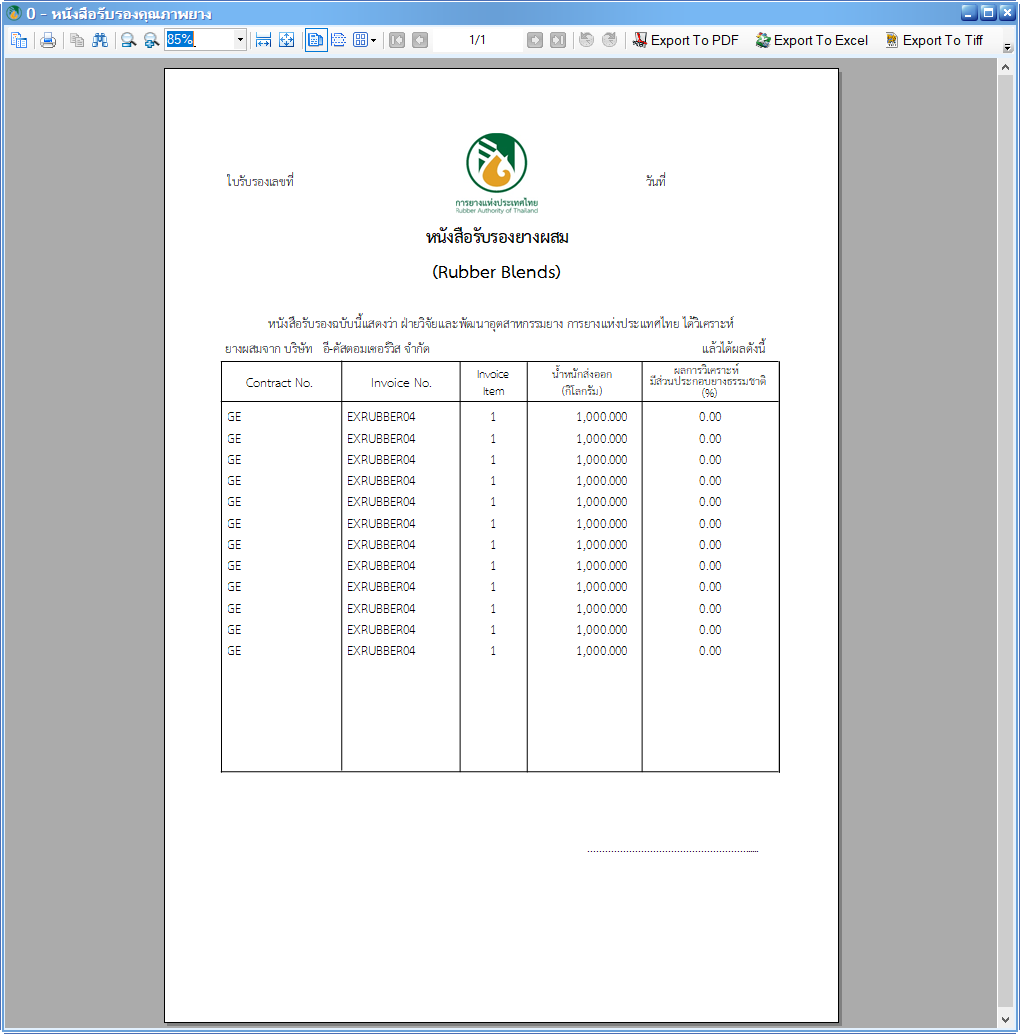 0 - หนังสือรับรองคุณภาพยาง
85% 1/1 Export To PDF Export To Excel Export To Tiff
การยางแห่งประเทศไทย
Rubber Authority of Thailand
ใบรับรองเลขที่ วันที่
หนังสือรับรองยางผสม
(Rubber Blends)
หนังสือรับรองฉบับนี้แสดงว่า ฝ่ายวิจัยและพัฒนาอุตสาหกรรมยาง การยางแห่งประแทศไทย ได้วิเคราะห์
ยางผสมจาก บริษัท อี-คัสตอมเซอร์วิส จำกัด แล้วได้ผลดังนี้
Contract No. Invoice No. Invoice Item น้ำหนักส่งออก (กิโลกรัม) ผลการวิเคราะห์ มีส่วนประกอบยางธรรมชาติ (%)
GE EXRUBBER04 1 1,000.000 0.00
GE EXRUBBER04 1 1,000.000 0.00
GE EXRUBBER04 1 1,000.000 0.00
GE EXRUBBER04 1 1,000.000 0.00
GE EXRUBBER04 1 1,000.000 0.00
GE EXRUBBER04 1 1,000.000 0.00
GE EXRUBBER04 1 1,000.000 0.00
GE EXRUBBER04 1 1,000.000 0.00
GE EXRUBBER04 1 1,000.000 0.00
GE EXRUBBER04 1 1,000.000 0.00
GE EXRUBBER04 1 1,000.000 0.00
GE EXRUBBER04 1 1,000.000 0.00